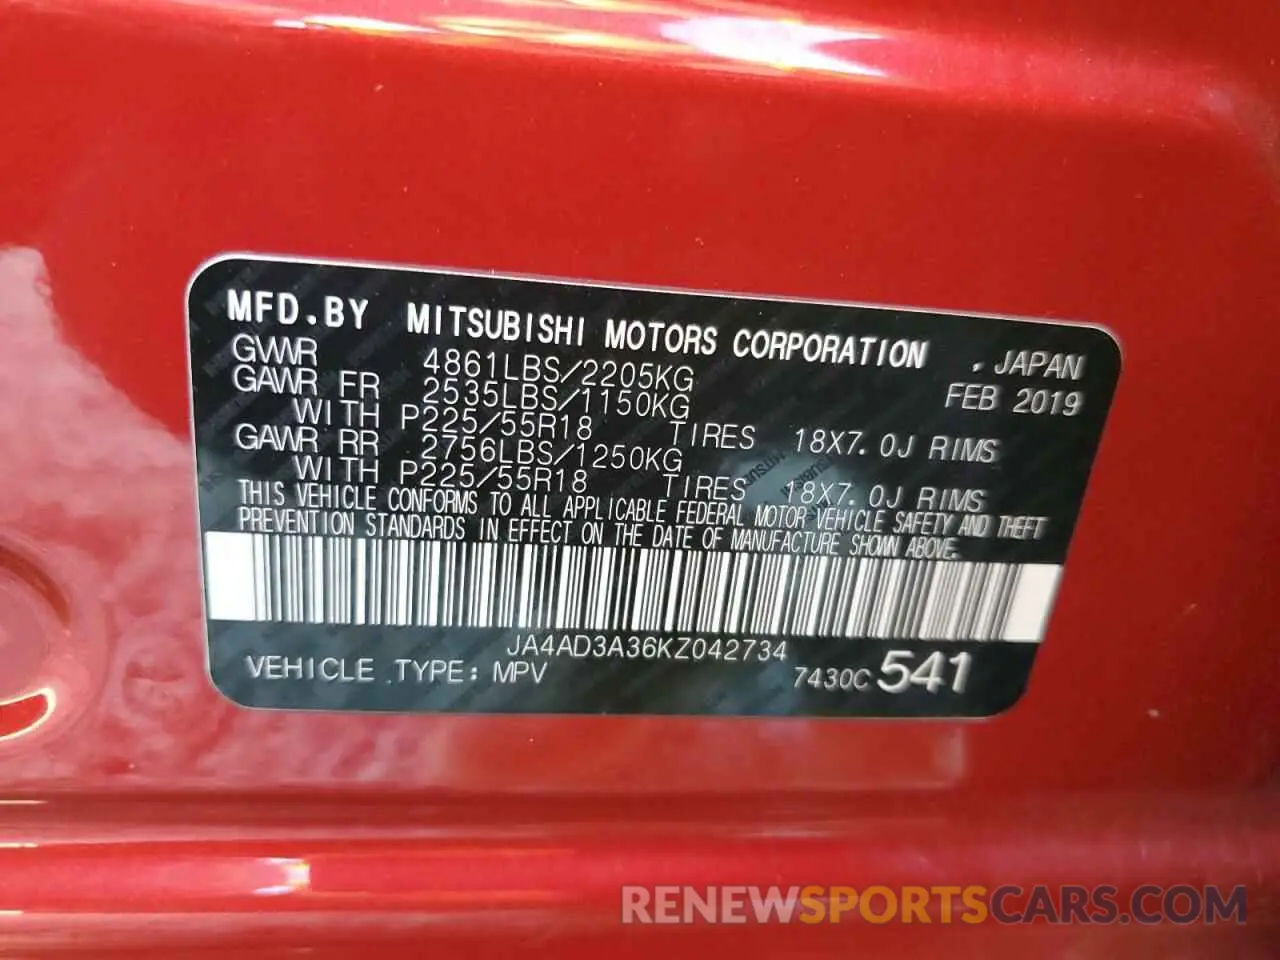 MFD.BY MITSUBISHI MOTORS CORPORATION , JAPAN
GVWR 4861LBS/2205KG FEB 2019
GAWR FR 2535LBS/1150KG
WITH P225/55R18 TIRES 18X7.0J RIMS
GAWR RR 2756LBS/1250KG
WITH P225/55R18 TIRES 18X7.0J RIMS
THIS VEHICLE CONFORMS TO ALL APPLICABLE FEDERAL MOTOR VEHICLE SAFETY AND THEFT
PREVENTION STANDARDS IN EFFECT ON THE DATE OF MANUFACTURE SHOWN ABOVE.
JA4AD3A36KZ042734
VEHICLE TYPE: MPV 7430C 541
RENEWSPORTSCARS.COM